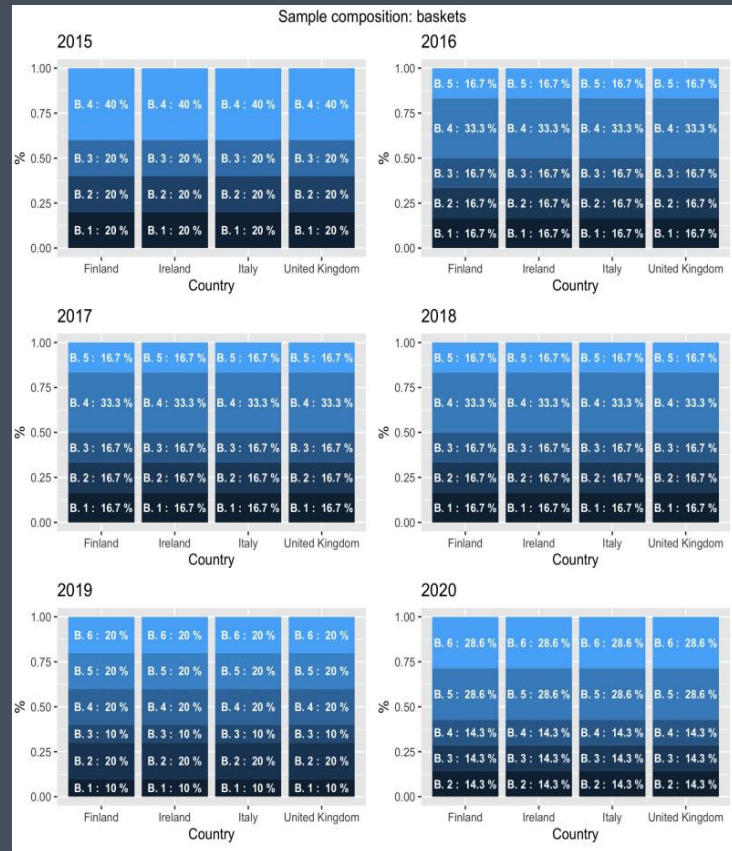 Sample composition: baskets
2015
1.00
0.75
0.50
0.25
0.00
%
B. 4 : 40 % B. 4 : 40 % B. 4 : 40 % B. 4 : 40 %
B. 3 : 20 % B. 3 : 20 % B. 3 : 20 % B. 3 : 20 %
B. 2 : 20 % B. 2 : 20 % B. 2 : 20 % B. 2 : 20 %
B. 1 : 20 % B. 1 : 20 % B. 1 : 20 % B. 1 : 20 %
Finland Ireland Italy United Kingdom
Country
2016
1.00
0.75
0.50
0.25
0.00
%
B. 5 : 16.7 % B. 5 : 16.7 % B. 5 : 16.7 % B. 5 : 16.7 %
B. 4 : 33.3 % B. 4 : 33.3 % B. 4 : 33.3 % B. 4 : 33.3 %
B. 3 : 16.7 % B. 3 : 16.7 % B. 3 : 16.7 % B. 3 : 16.7 %
B. 2 : 16.7 % B. 2 : 16.7 % B. 2 : 16.7 % B. 2 : 16.7 %
B. 1 : 16.7 % B. 1 : 16.7 % B. 1 : 16.7 % B. 1 : 16.7 %
Finland Ireland Italy United Kingdom
Country
2017
1.00
0.75
0.50
0.25
0.00
%
B. 5 : 16.7 % B. 5 : 16.7 % B. 5 : 16.7 % B. 5 : 16.7 %
B. 4 : 33.3 % B. 4 : 33.3 % B. 4 : 33.3 % B. 4 : 33.3 %
B. 3 : 16.7 % B. 3 : 16.7 % B. 3 : 16.7 % B. 3 : 16.7 %
B. 2 : 16.7 % B. 2 : 16.7 % B. 2 : 16.7 % B. 2 : 16.7 %
B. 1 : 16.7 % B. 1 : 16.7 % B. 1 : 16.7 % B. 1 : 16.7 %
Finland Ireland Italy United Kingdom
Country
2018
1.00
0.75
0.50
0.25
0.00
%
B. 5 : 16.7 % B. 5 : 16.7 % B. 5 : 16.7 % B. 5 : 16.7 %
B. 4 : 33.3 % B. 4 : 33.3 % B. 4 : 33.3 % B. 4 : 33.3 %
B. 3 : 16.7 % B. 3 : 16.7 % B. 3 : 16.7 % B. 3 : 16.7 %
B. 2 : 16.7 % B. 2 : 16.7 % B. 2 : 16.7 % B. 2 : 16.7 %
B. 1 : 16.7 % B. 1 : 16.7 % B. 1 : 16.7 % B. 1 : 16.7 %
Finland Ireland Italy United Kingdom
Country
2019
1.00
0.75
0.50
0.25
0.00
%
B. 6 : 20 % B. 6 : 20 % B. 6 : 20 % B. 6 : 20 %
B. 5 : 20 % B. 5 : 20 % B. 5 : 20 % B. 5 : 20 %
B. 4 : 20 % B. 4 : 20 % B. 4 : 20 % B. 4 : 20 %
B. 3 : 10 % B. 3 : 10 % B. 3 : 10 % B. 3 : 10 %
B. 2 : 20 % B. 2 : 20 % B. 2 : 20 % B. 2 : 20 %
B. 1 : 10 % B. 1 : 10 % B. 1 : 10 % B. 1 : 10 %
Finland Ireland Italy United Kingdom
Country
2020
1.00
0.75
0.50
0.25
0.00
%
B. 6 : 28.6 % B. 6 : 28.6 % B. 6 : 28.6 % B. 6 : 28.6 %
B. 5 : 28.6 % B. 5 : 28.6 % B. 5 : 28.6 % B. 5 : 28.6 %
B. 4 : 14.3 % B. 4 : 14.3 % B. 4 : 14.3 % B. 4 : 14.3 %
B. 3 : 14.3 % B. 3 : 14.3 % B. 3 : 14.3 % B. 3 : 14.3 %
B. 2 : 14.3 % B. 2 : 14.3 % B. 2 : 14.3 % B. 2 : 14.3 %
Finland Ireland Italy United Kingdom
Country